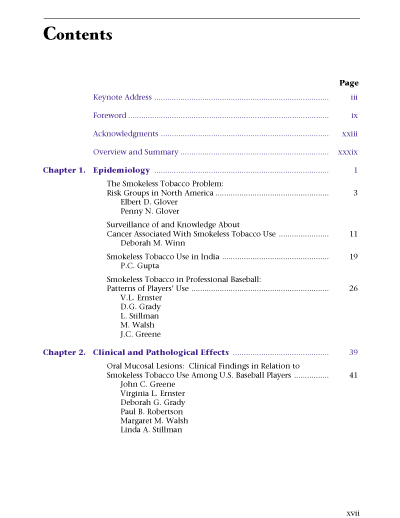 Contents
Page
Keynote Address ........ iii
Foreword ........ ix
Acknowledgments ........ xxiii
Overview and Summary ........ xxxix
Chapter 1. Epidemiology ........ 1
The Smokeless Tobacco Problem:
Risk Groups in North America ........ 3
Elbert D. Glover
Penny N. Glover
Surveillance of and Knowledge About
Cancer Associated With Smokeless Tobacco Use ........ 11
Deborah M. Winn
Smokeless Tobacco Use in India ........ 19
P.C. Gupta
Smokeless Tobacco in Professional Baseball:
Patterns of Players' Use ........ 26
V.L. Ernster
D.G. Grady
L. Stillman
M. Walsh
J.C. Greene
Chapter 2. Clinical and Pathological Effects ........ 39
Oral Mucosal Lesions: Clinical Findings in Relation to
Smokeless Tobacco Use Among U.S. Baseball Players ........ 41
John C. Greene
Virginia L. Ernster
Deborah G. Grady
Paul B. Robertson
Margaret M. Walsh
Linda A. Stillman
xvii